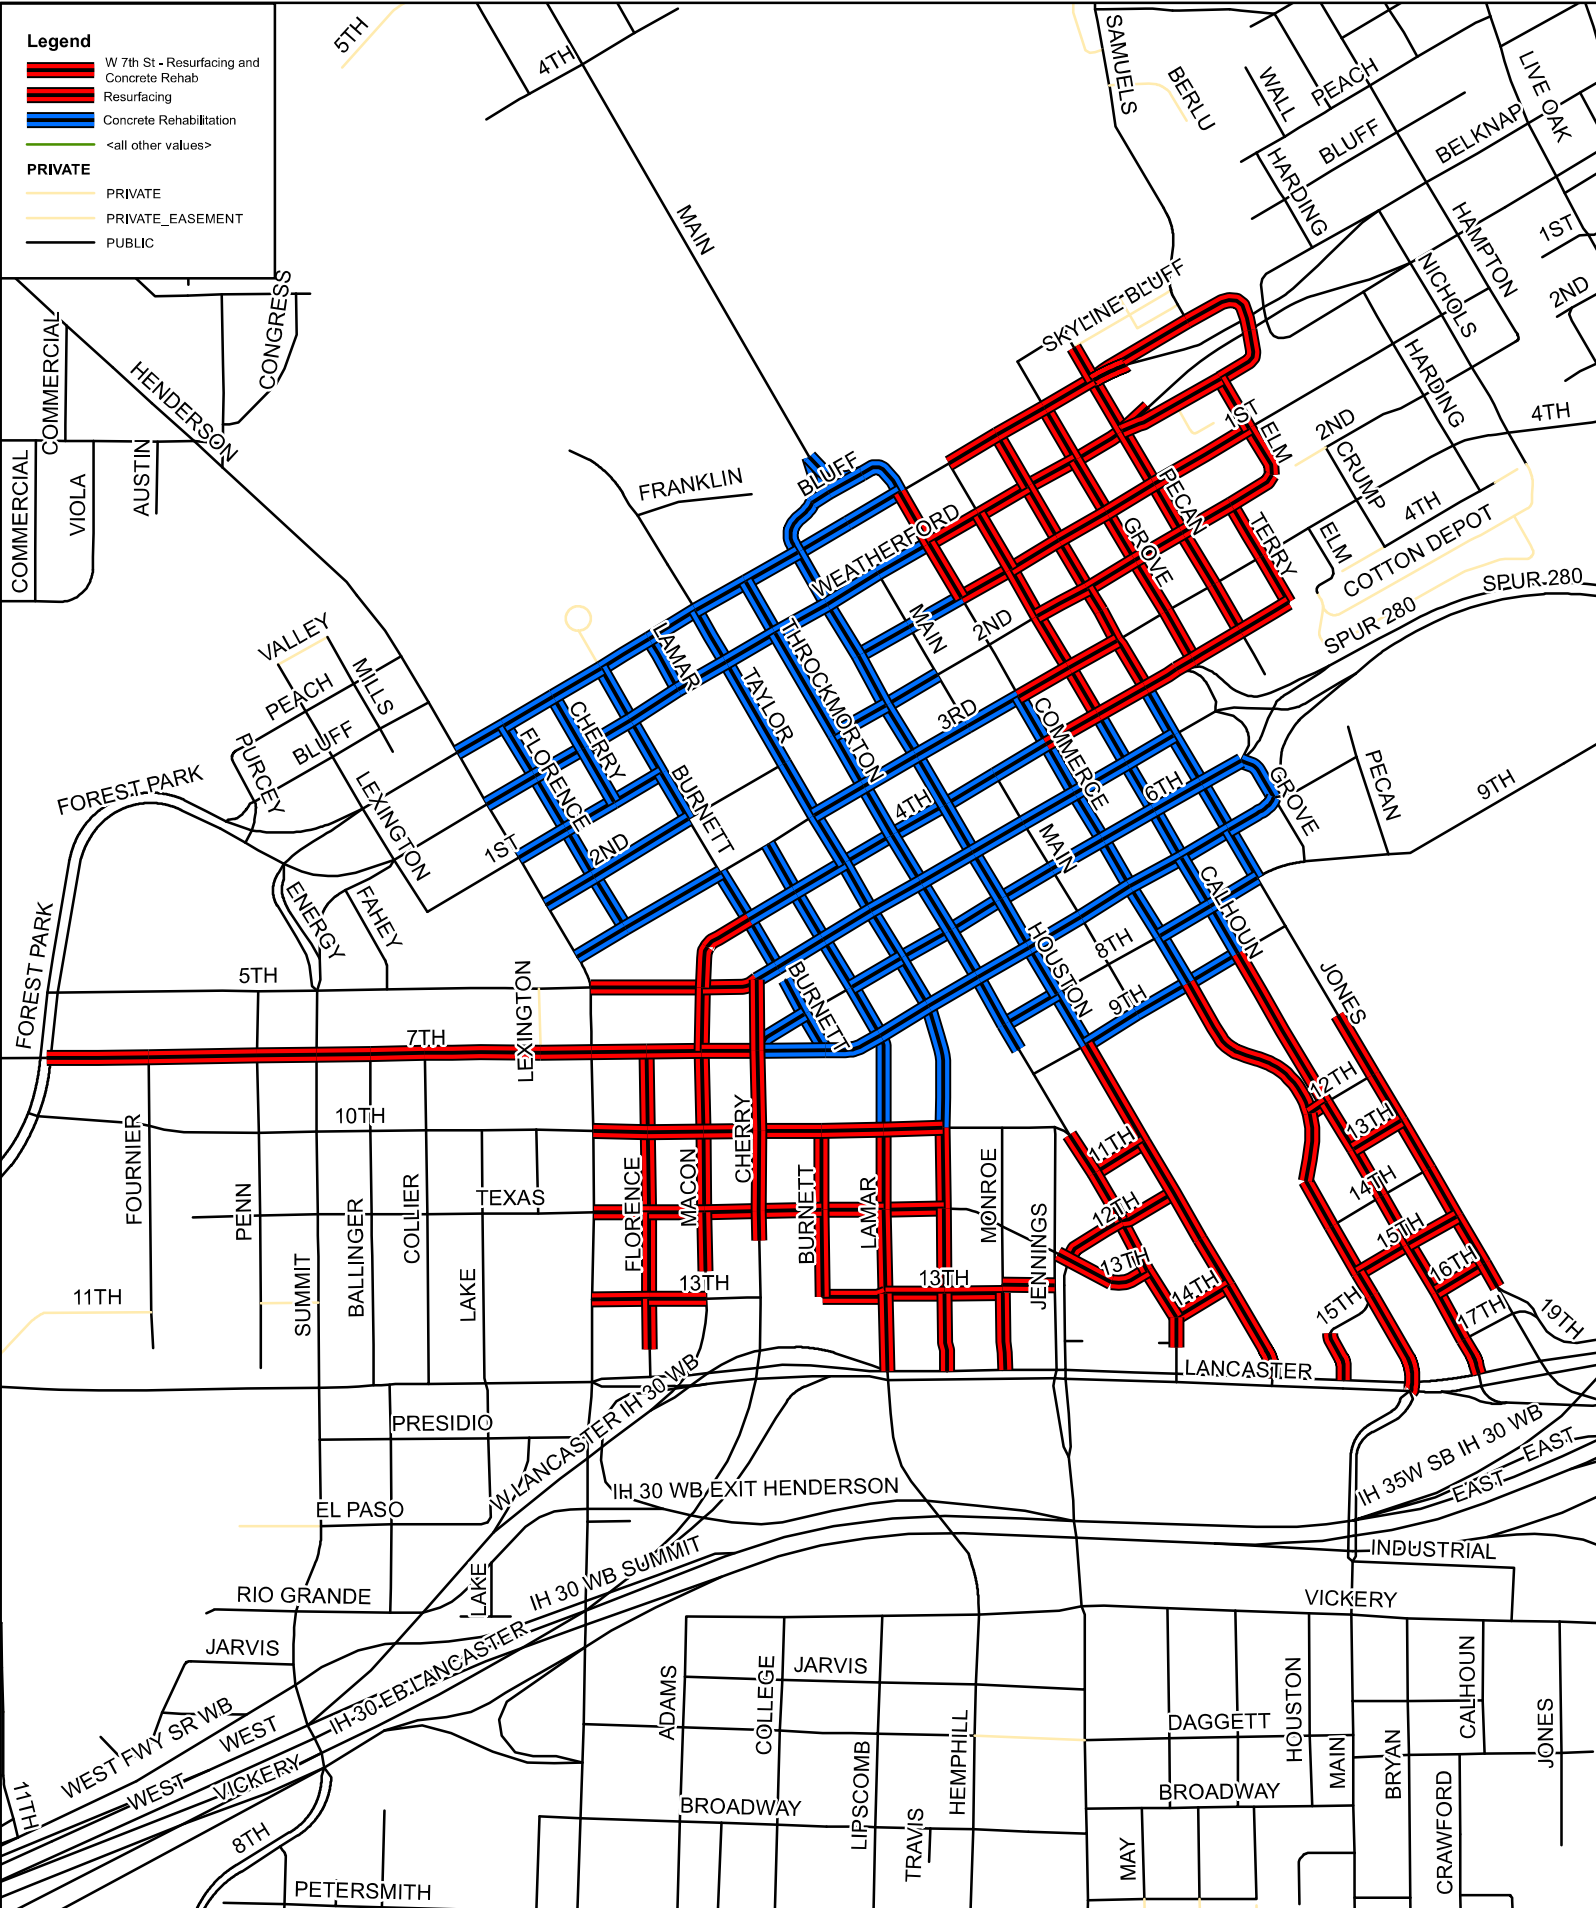 Legend
W 7th St - Resurfacing and
Concrete Rehab
Resurfacing
Concrete Rehabilitation
<all other values>
PRIVATE
PRIVATE
PRIVATE_EASEMENT
PUBLIC
5TH
4TH
SAMUELS
BERLU
WALL
PEACH
LIVE OAK
BLUFF
BELKNAP
HARDING
MAIN
HAMPTON
1ST
NICHOLS
2ND
SKYLINE BLUFF
CONGRESS
COMMERCIAL
HENDERSON
HARDING
4TH
1ST
ELM
2ND
CRUMP
COMMERCIAL
VIOLA
AUSTIN
FRANKLIN
BLUFF
WEATHERFORD
PECAN
GROVE
TERRY
4TH
ELM
COTTON DEPOT
SPUR 280
SPUR 280
VALLEY
MILLS
PEACH
BLUFF
PURCEY
LAMAR
THROCKMORTON
MAIN
2ND
TAYLOR
3RD
CHERRY
FLORENCE
COMMERCE
BURNETT
4TH
6TH
GROVE
PECAN
9TH
FOREST PARK
LEXINGTON
1ST
2ND
MAIN
CALHOUN
FOREST PARK
ENERGY
FAHEY
5TH
LEXINGTON
BURNETT
HOUSTON
8TH
9TH
JONES
7TH
10TH
FOURNIER
PENN
SUMMIT
BALLINGER
COLLIER
TEXAS
LAKE
11TH
FLORENCE
MACON
CHERRY
BURNETT
LAMAR
MONROE
JENNINGS
13TH
13TH
11TH
12TH
13TH
14TH
12TH
13TH
14TH
15TH
16TH
17TH
15TH
19TH
LANCASTER
PRESIDIO
W LANCASTER IH 30 WB
IH 30 WB EXIT HENDERSON
IH 35W SB IH 30 WB
EAST
EAST
EL PASO
INDUSTRIAL
RIO GRANDE
LAKE
IH 30 WB SUMMIT
VICKERY
JARVIS
IH 30 EB LANCASTER
WEST FWY SR WB
WEST
WEST
VICKERY
11TH
8TH
PETERSMITH
ADAMS
COLLEGE
JARVIS
LIPSCOMB
TRAVIS
HEMPHILL
BROADWAY
DAGGETT
BROADWAY
HOUSTON
MAIN
BRYAN
CALHOUN
JONES
MAY
CRAWFORD